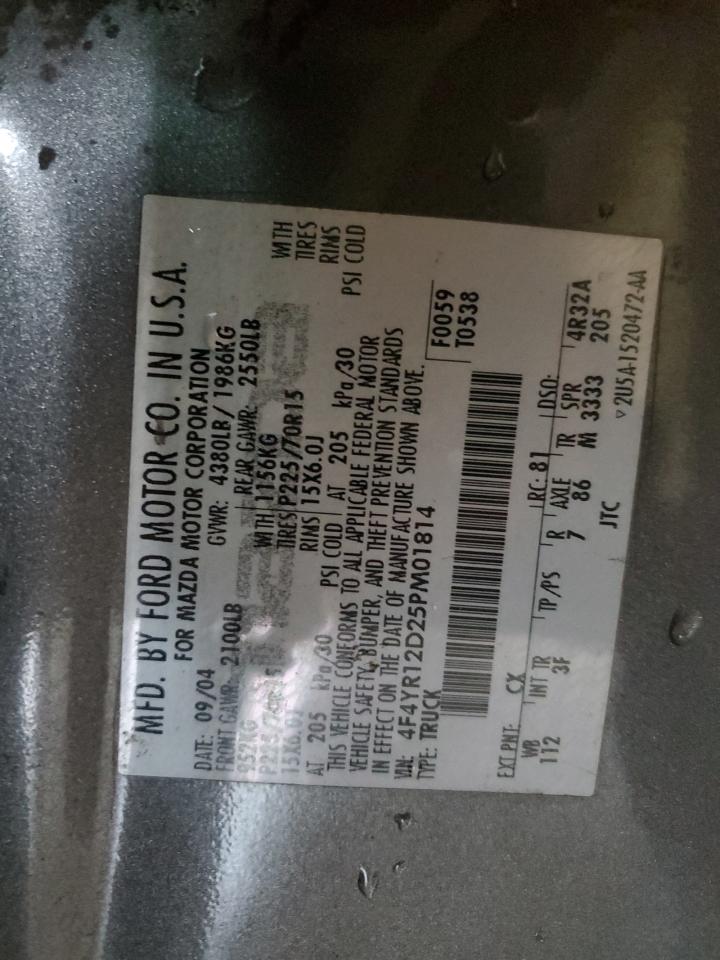 MFD. BY FORD MOTOR CO. IN U.S.A.
FOR MAZDA MOTOR CORPORATION
DATE: 09/04 GVWR: 4380LB/ 1986KG
FRONT GAWR: 2100LB REAR GAWR: 2550LB
952KG WITH 1156KG WITH
P225/70R15 TIRES P225/70R15 TIRES
15X6.0J RIMS 15X6.0J RIMS
AT 205 kPa/30 PSI COLD AT 205 kPa/30 PSI COLD
THIS VEHICLE CONFORMS TO ALL APPLICABLE FEDERAL MOTOR
VEHICLE SAFETY, BUMPER, AND THEFT PREVENTION STANDARDS
IN EFFECT ON THE DATE OF MANUFACTURE SHOWN ABOVE.
VIN: 4F4YR12D25PM01814 F0059
TYPE: TRUCK T0538
EXT PNT: CX RC: 81 DSO:
WB INT TR TP/PS R AXLE TR SPR 4R32A
112 3F 7 86 M 3333 205
JTC ▽ 2U5A-1520472-AA